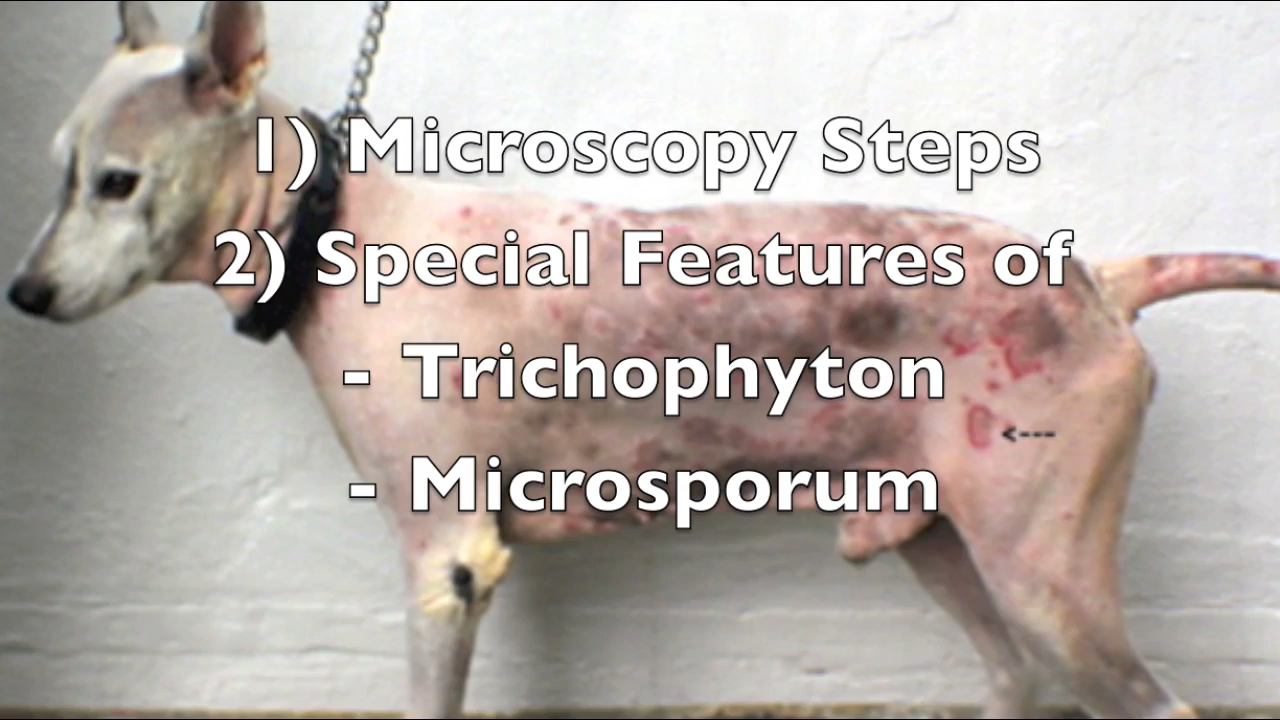 1) Microscopy Steps
2) Special Features of
- Trichophyton
- Microsporum
<---